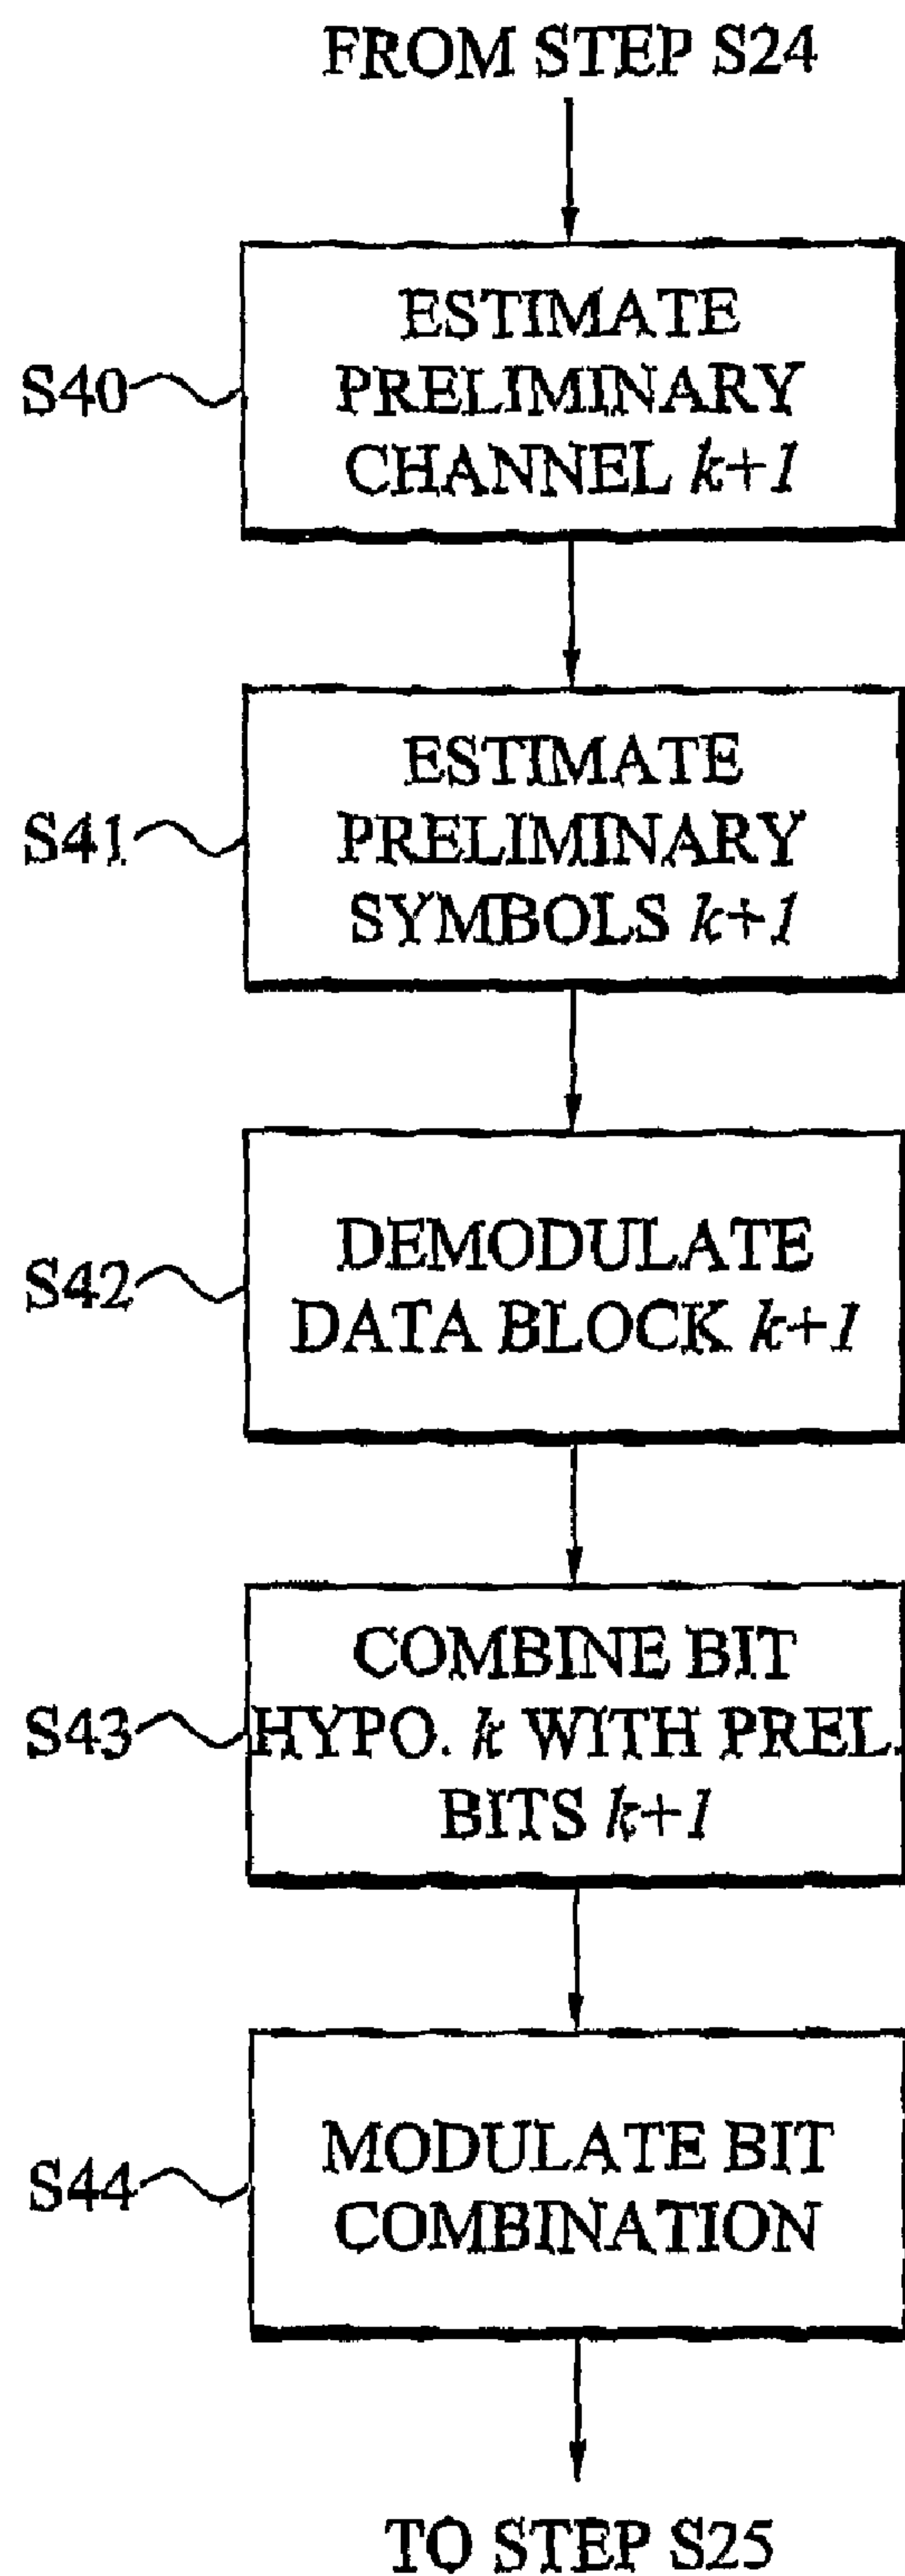 FROM STEP S24
ESTIMATE
PRELIMINARY
CHANNEL k+1
S40
ESTIMATE
PRELIMINARY
SYMBOLS k+1
S41
DEMODULATE
DATA BLOCK k+1
S42
COMBINE BIT
HYPO. k WITH PREL.
BITS k+1
S43
MODULATE BIT
COMBINATION
S44
TO STEP S25